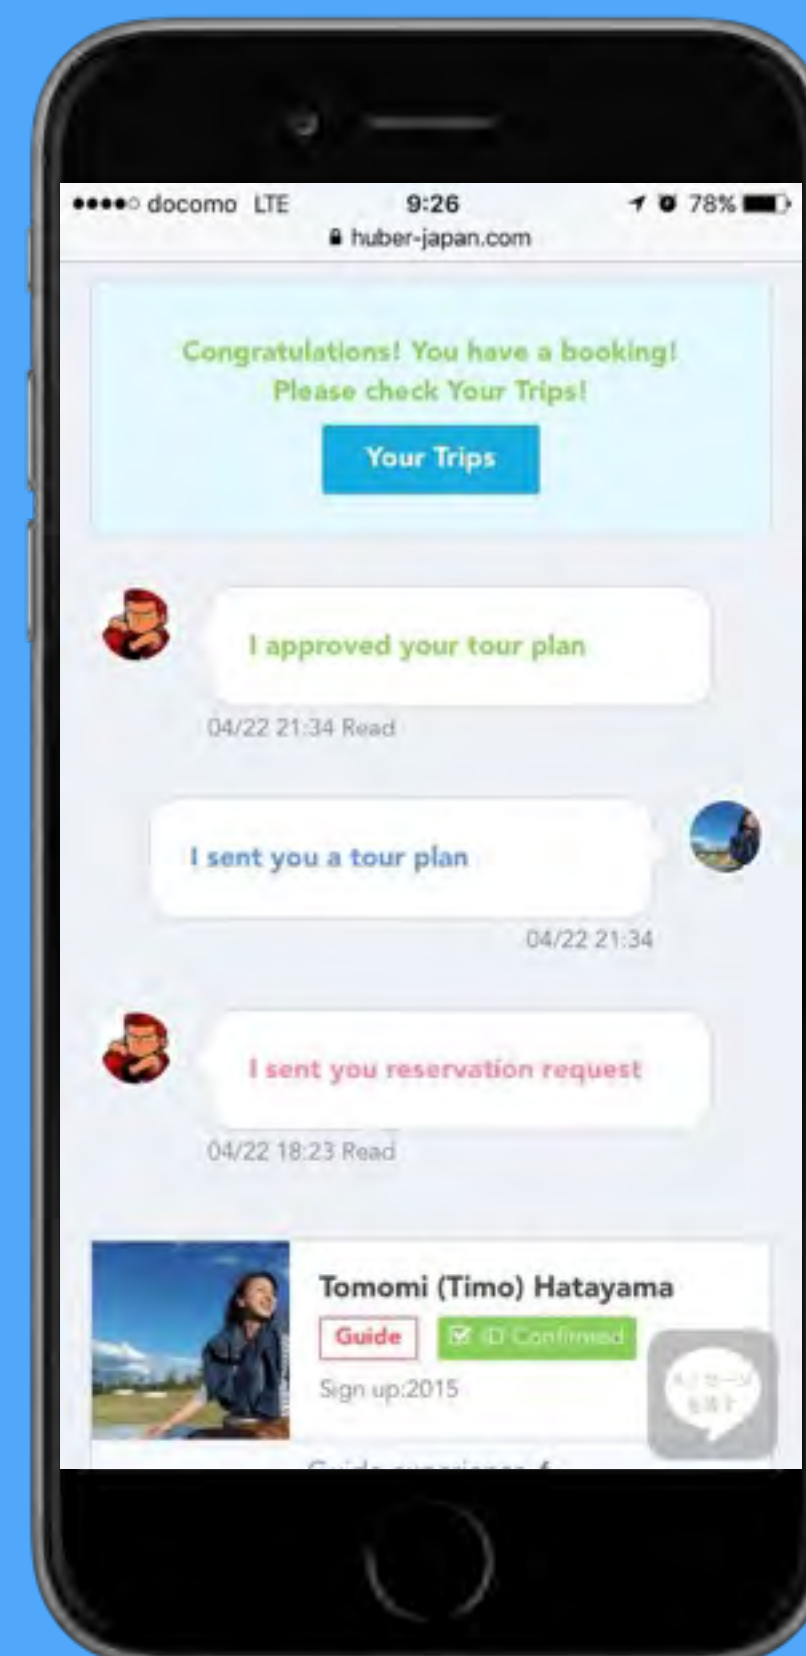 docomo LTE 9:26 78%
huber-japan.com
Congratulations! You have a booking!
Please check Your Trips!
Your Trips
I approved your tour plan
04/22 21:34 Read
I sent you a tour plan
04/22 21:34
I sent you reservation request
04/22 18:23 Read
Tomomi (Timo) Hatayama
Guide
ID Confirmed
Sign up:2015